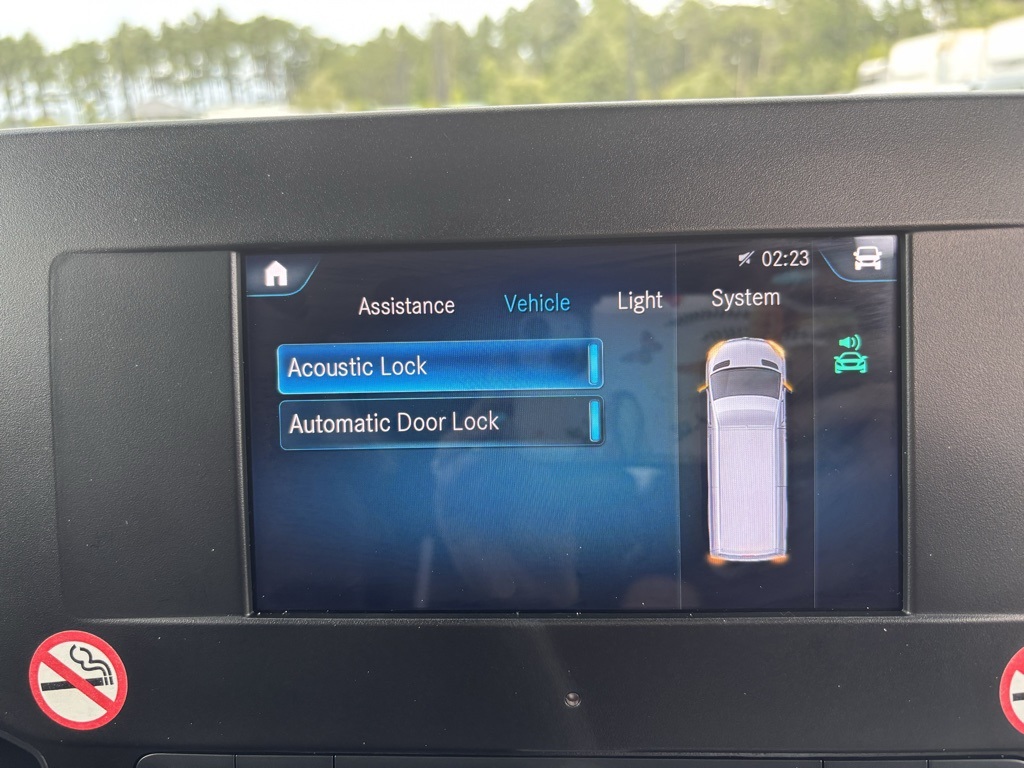 02:23
Assistance Vehicle Light System
Acoustic Lock
Automatic Door Lock